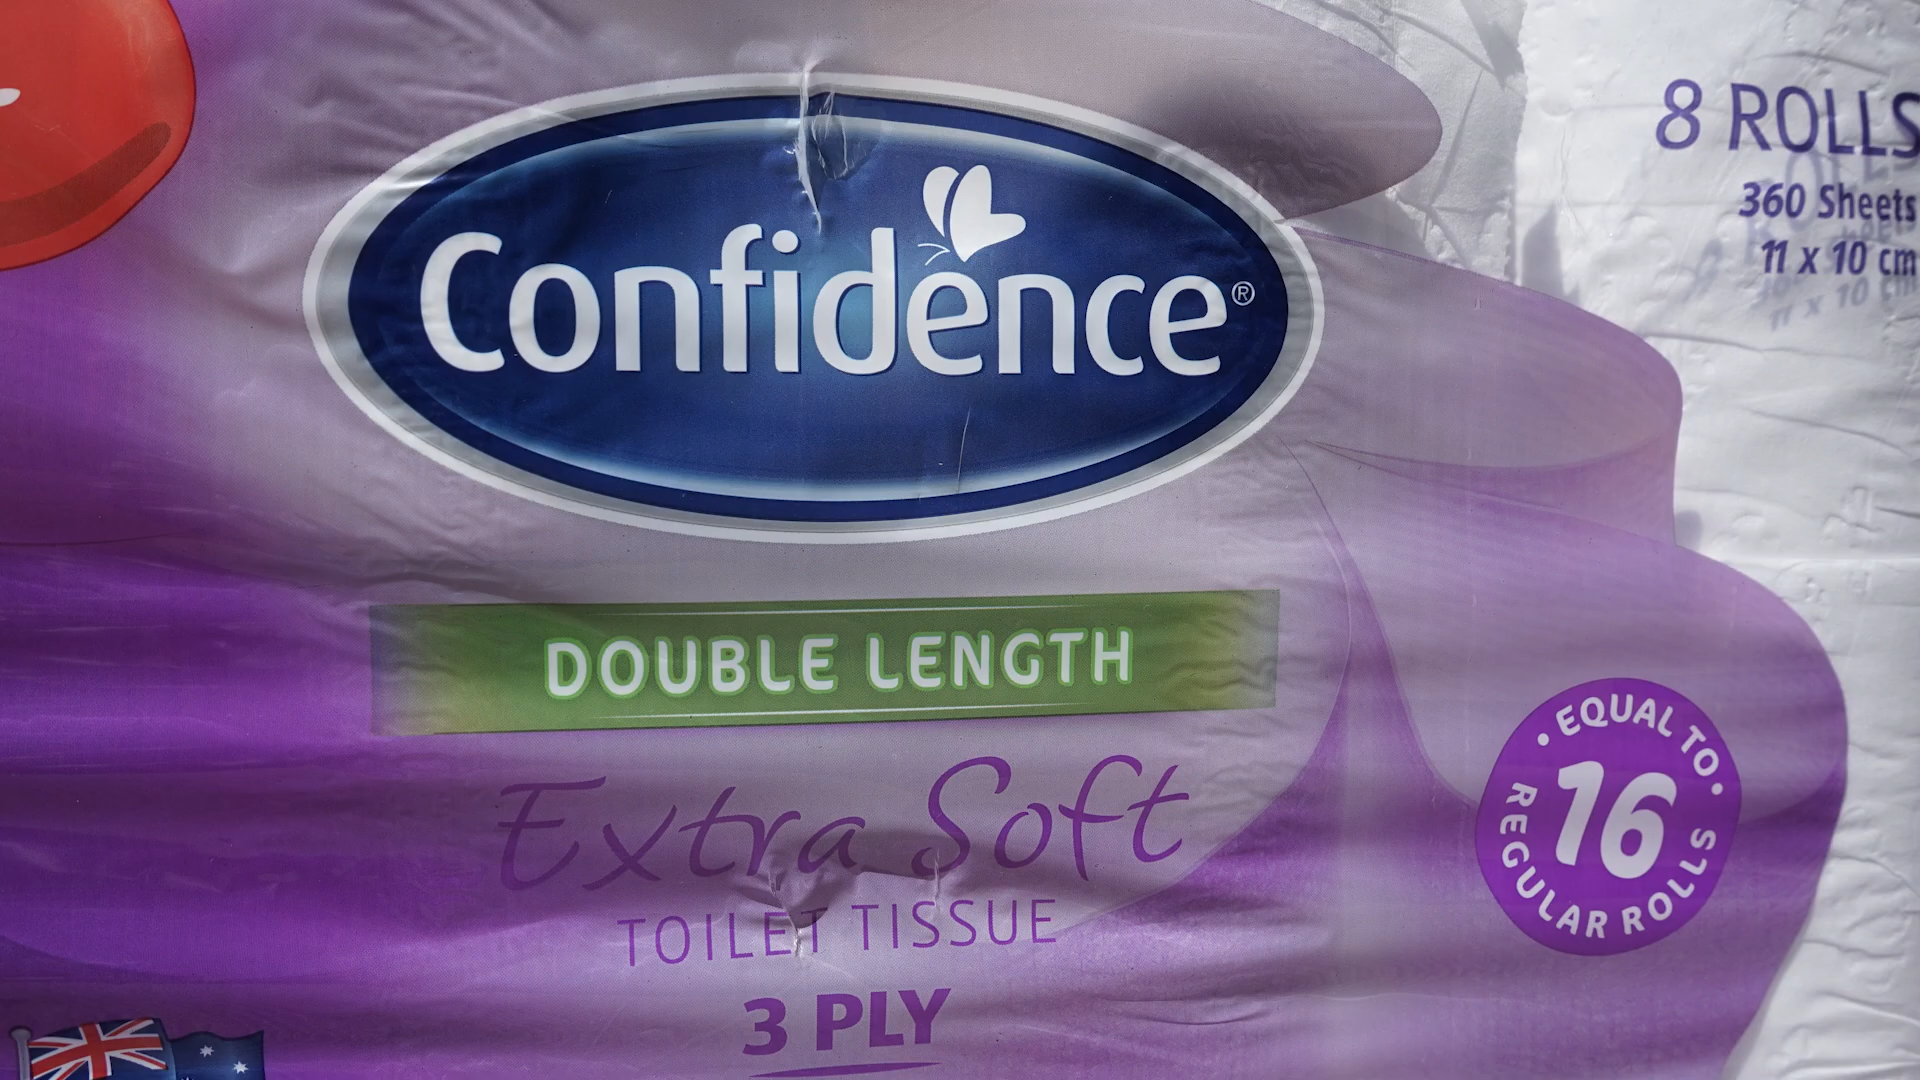 Confidence®
8 ROLLS
360 Sheets
11 x 10 cm
DOUBLE LENGTH
Extra Soft
TOILET TISSUE
3 PLY
• EQUAL TO •
16
REGULAR ROLLS